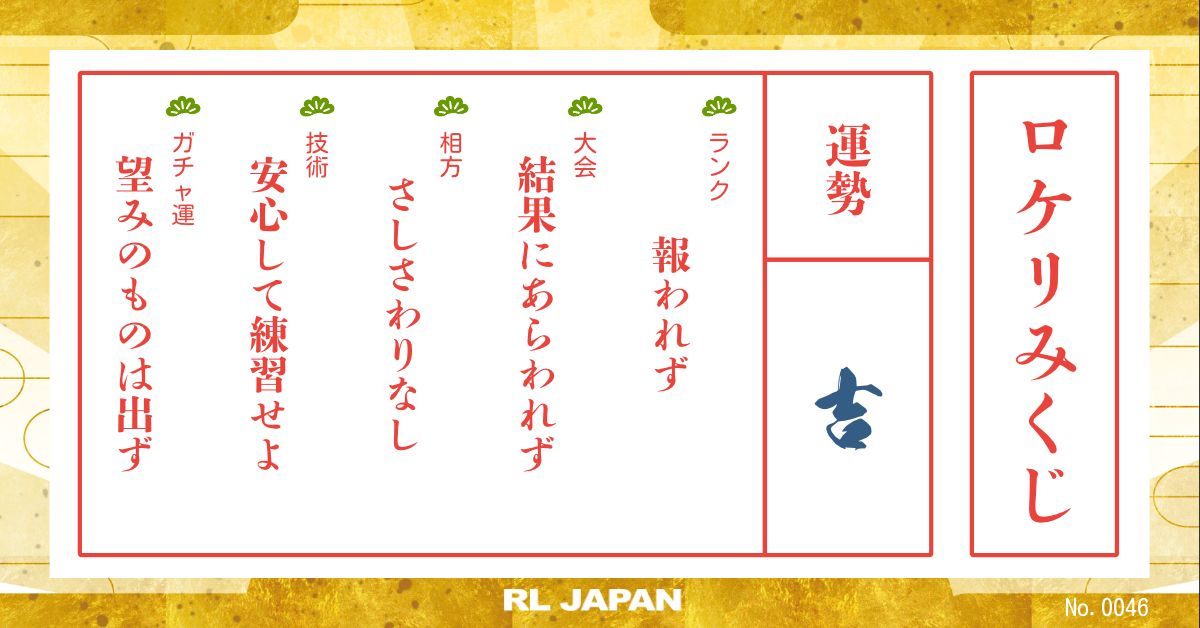 ロケリみくじ
運勢
吉
ランク
報われず
大会
結果にあらわれず
相方
さしさわりなし
技術
安心して練習せよ
ガチャ運
望みのものは出ず
RL JAPAN
No. 0046